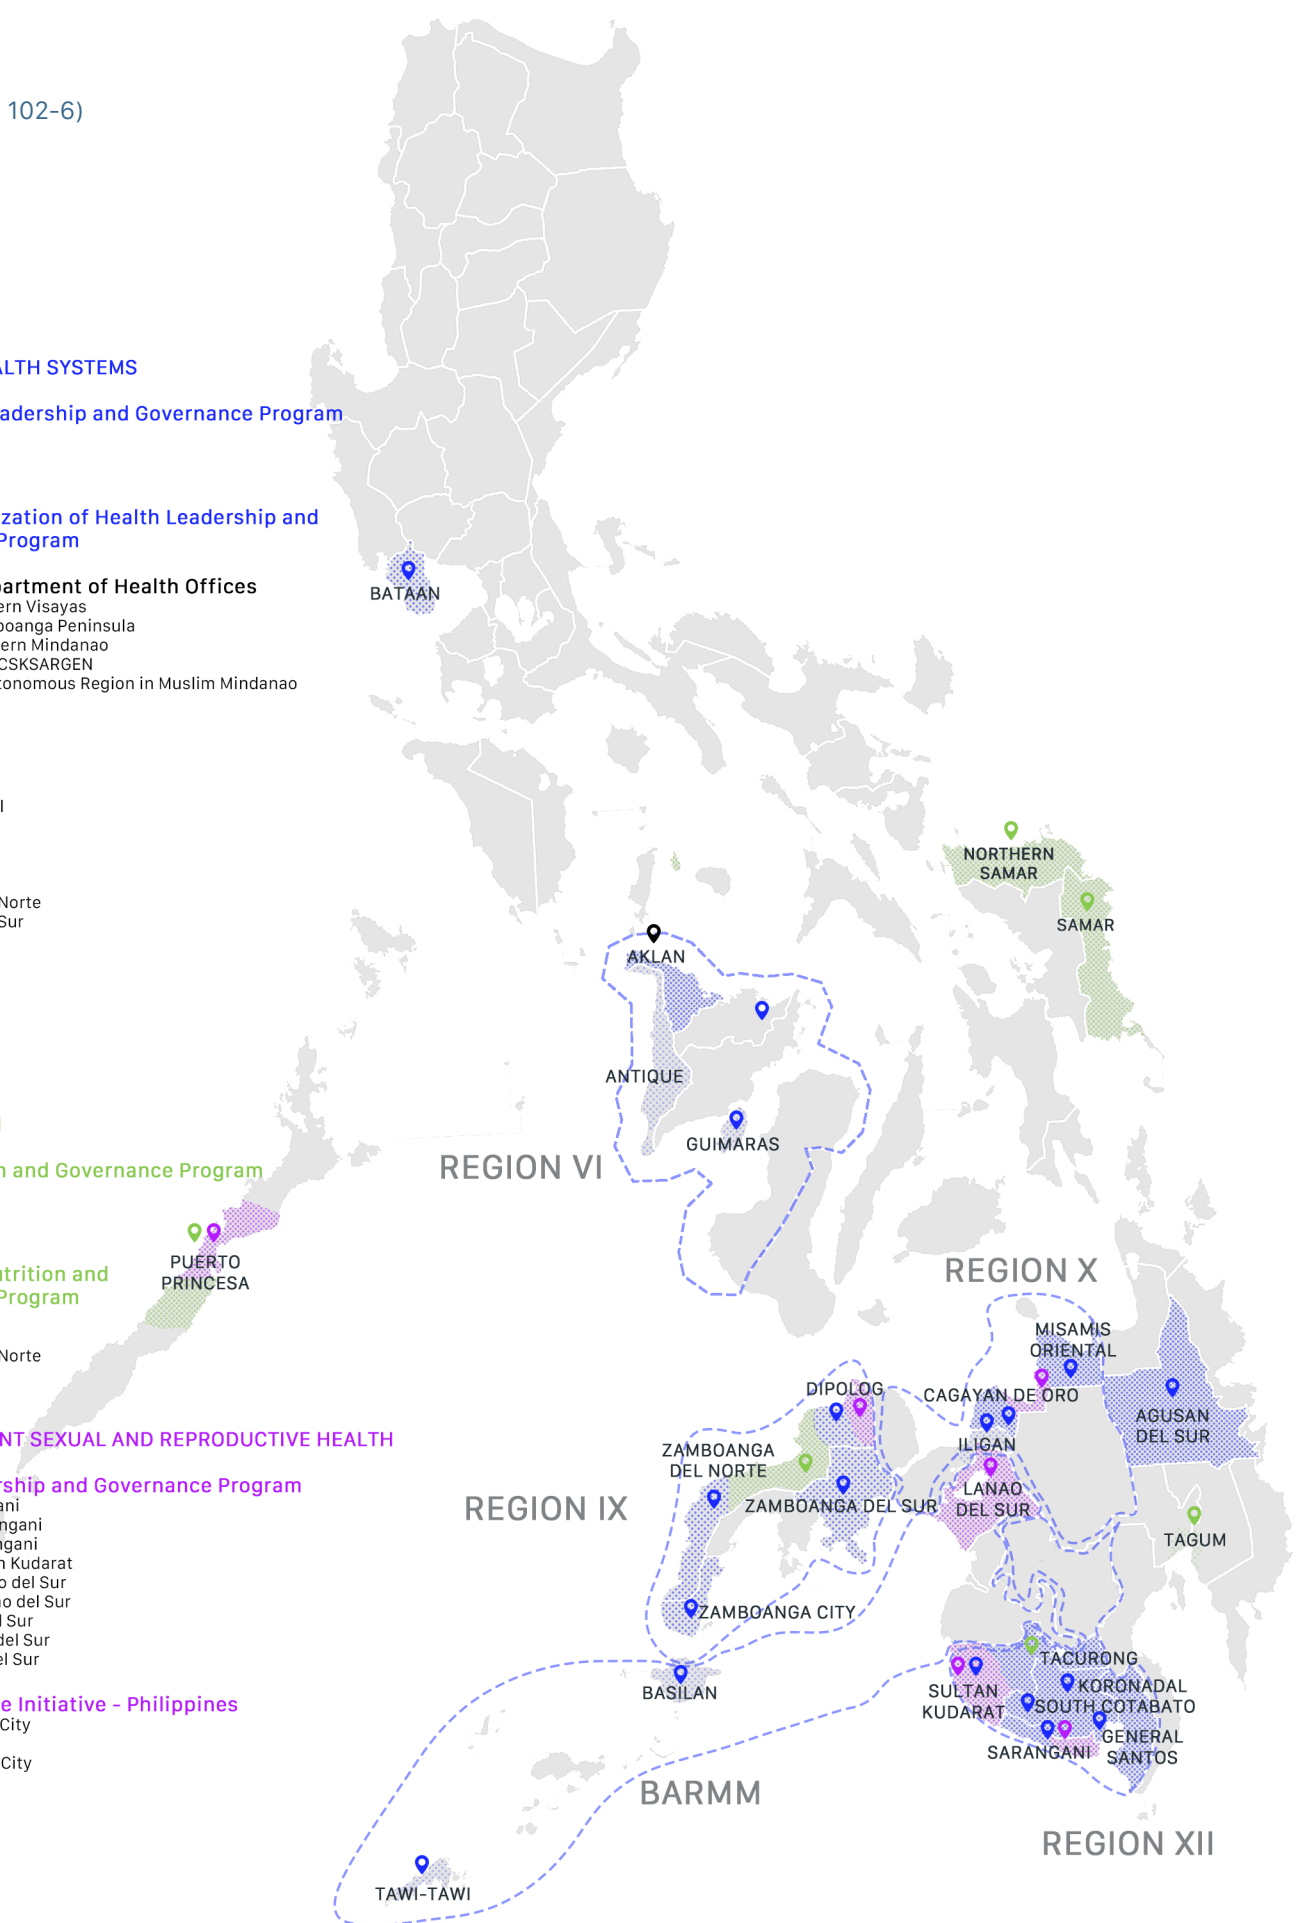 102-6)
ALTH SYSTEMS
adership and Governance Program
zation of Health Leadership and
Program
partment of Health Offices
ern Visayas
boanga Peninsula
ern Mindanao
CSKSARGEN
tonomous Region in Muslim Mindanao
l
Norte
Sur
n and Governance Program
utrition and
Program
Norte
NT SEXUAL AND REPRODUCTIVE HEALTH
rship and Governance Program
ani
ngani
ngani
n Kudarat
o del Sur
ao del Sur
l Sur
del Sur
el Sur
e Initiative - Philippines
City
City
BATAAN
NORTHERN
SAMAR
SAMAR
AKLAN
ANTIQUE
GUIMARAS
REGION VI
PUERTO
PRINCESA
REGION X
MISAMIS
ORIENTAL
DIPOLOG
CAGAYAN DE ORO
AGUSAN
DEL SUR
ILIGAN
ZAMBOANGA
DEL NORTE
LANAO
DEL SUR
REGION IX
ZAMBOANGA DEL SUR
TAGUM
ZAMBOANGA CITY
TACURONG
BASILAN
SULTAN
KUDARAT
KORONADAL
SOUTH COTABATO
SARANGANI
GENERAL
SANTOS
BARMM
REGION XII
TAWI-TAWI